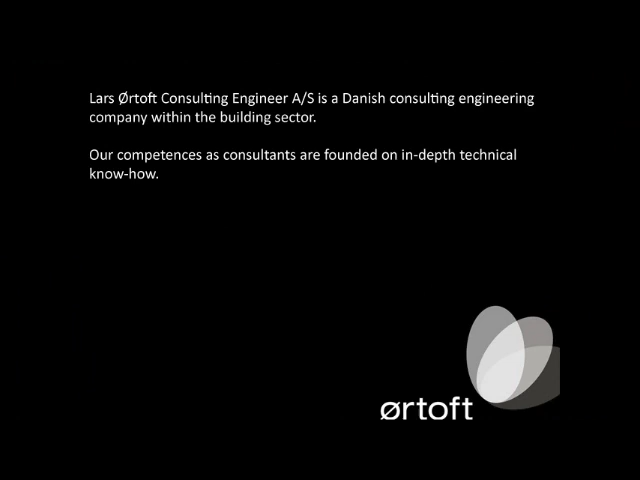 Lars Ørtoft Consulting Engineer A/S is a Danish consulting engineering
company within the building sector.
Our competences as consultants are founded on in-depth technical
know-how.
ørtoft